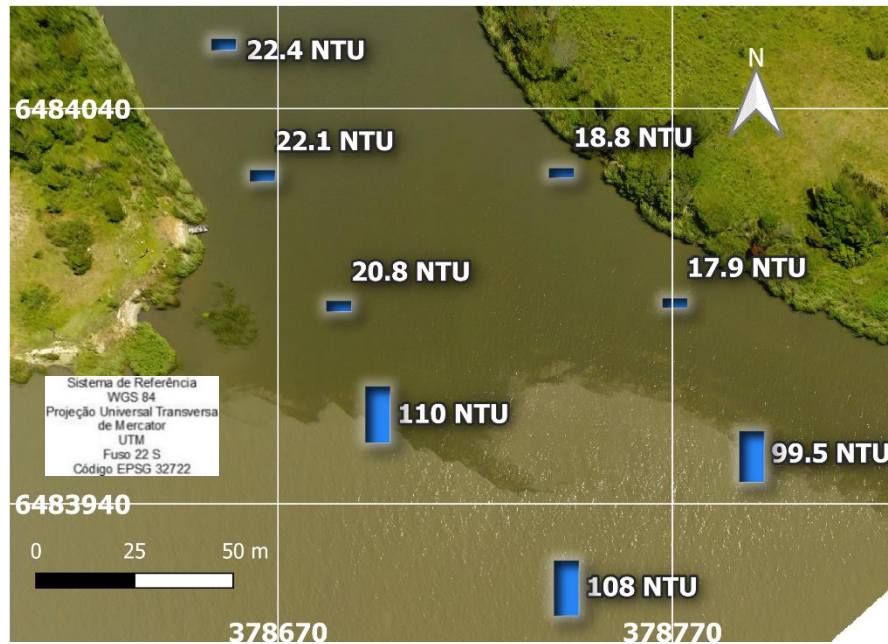 22.4 NTU
N
6484040
22.1 NTU
18.8 NTU
20.8 NTU
17.9 NTU
Sistema de Referência
WGS 84
Projeção Universal Transversa
de Mercator
UTM
Fuso 22 S
Código EPSG 32722
110 NTU
99.5 NTU
6483940
0 25 50 m
108 NTU
378670
378770